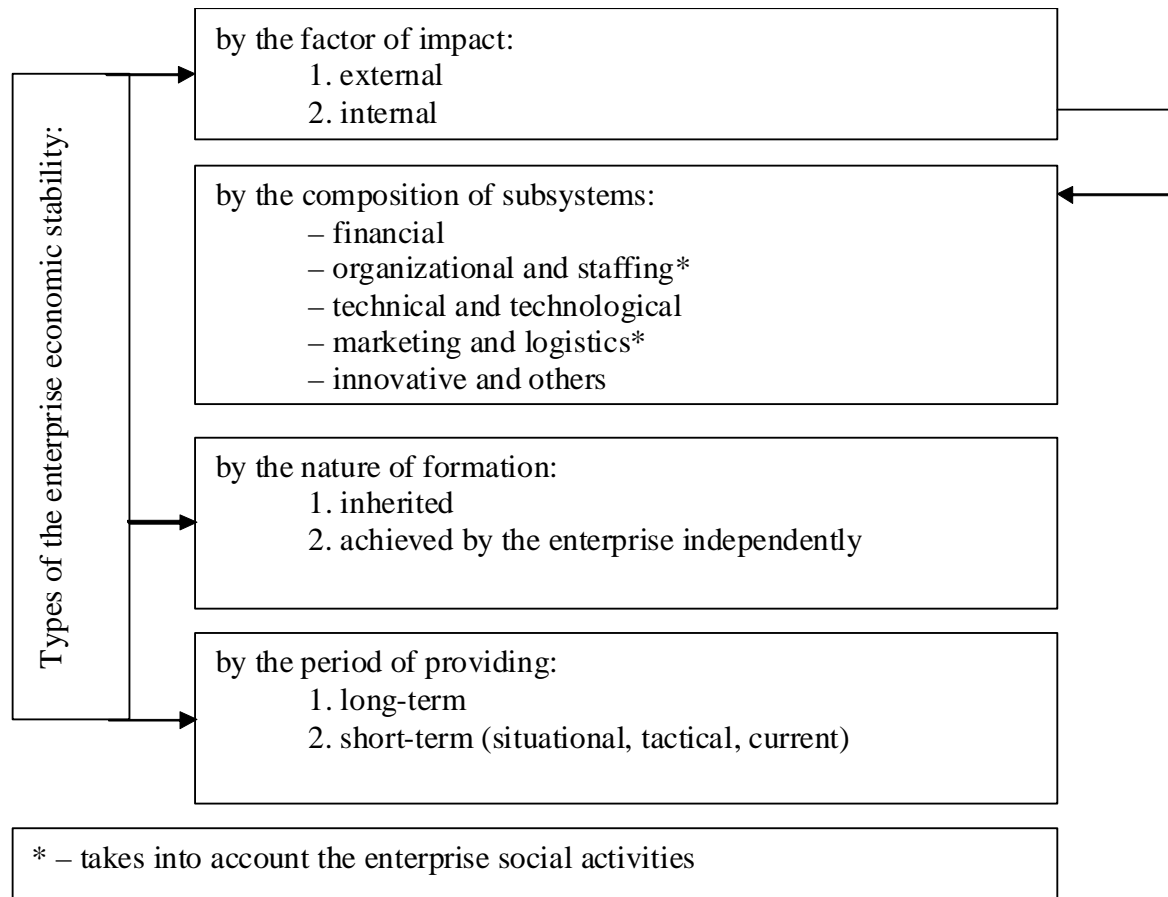 Types of the enterprise economic stability:
by the factor of impact:
1. external
2. internal
by the composition of subsystems:
– financial
– organizational and staffing*
– technical and technological
– marketing and logistics*
– innovative and others
by the nature of formation:
1. inherited
2. achieved by the enterprise independently
by the period of providing:
1. long-term
2. short-term (situational, tactical, current)
* – takes into account the enterprise social activities